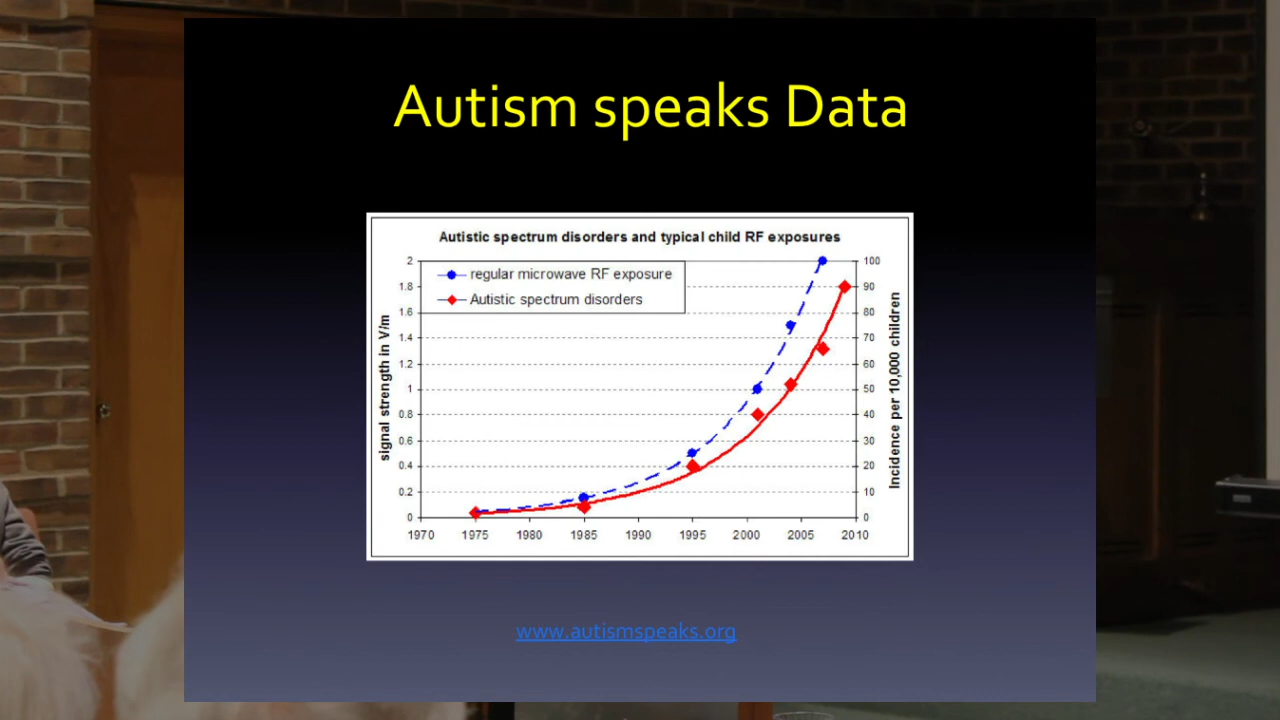 Autism speaks Data
Autistic spectrum disorders and typical child RF exposures
regular microwave RF exposure
Autistic spectrum disorders
signal strength in V/m
2
1.8
1.6
1.4
1.2
1
0.8
0.6
0.4
0.2
0
100
90
80
70
60
50
40
30
20
10
0
Incidence per 10,000 children
1970 1975 1980 1985 1990 1995 2000 2005 2010
www.autismspeaks.org